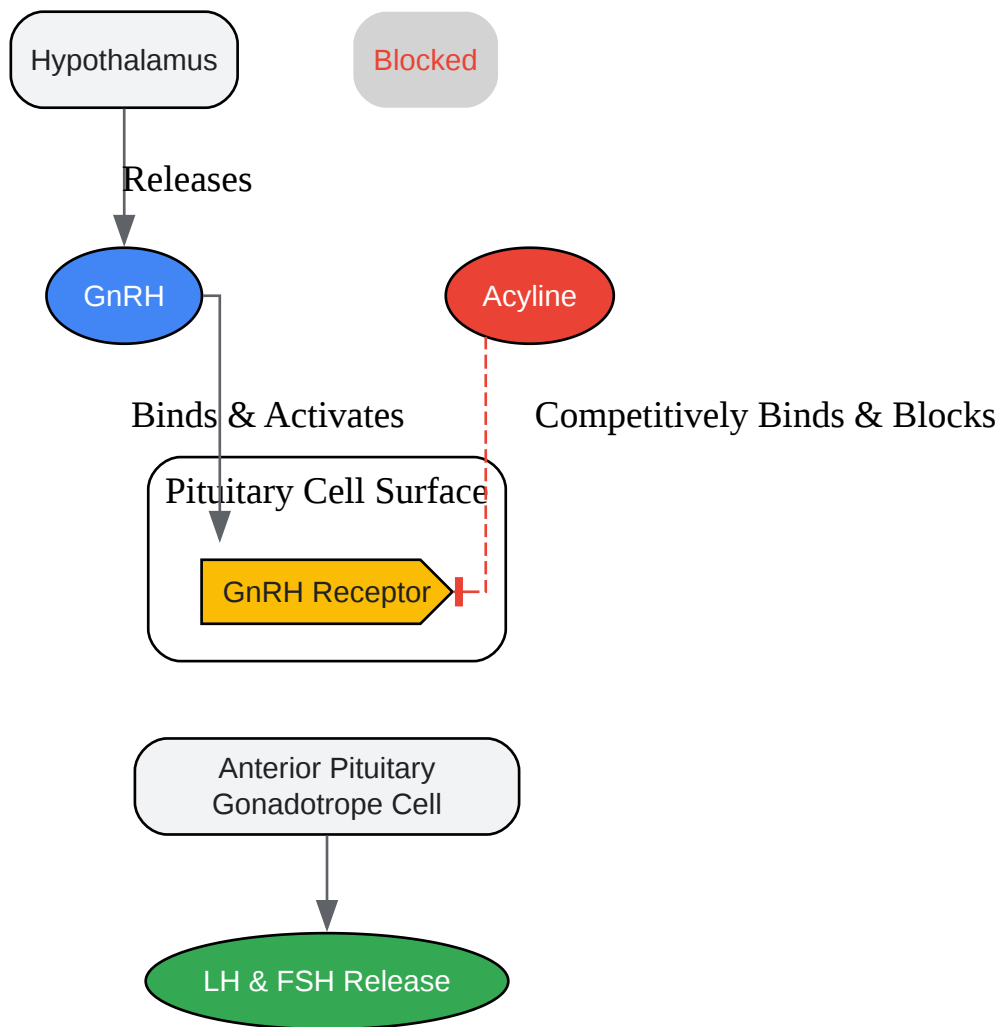 Hypothalamus
Blocked
Releases
GnRH
Acyline
Binds & Activates
Competitively Binds & Blocks
Pituitary Cell Surface
GnRH Receptor
Anterior Pituitary
Gonadotrope Cell
LH & FSH Release